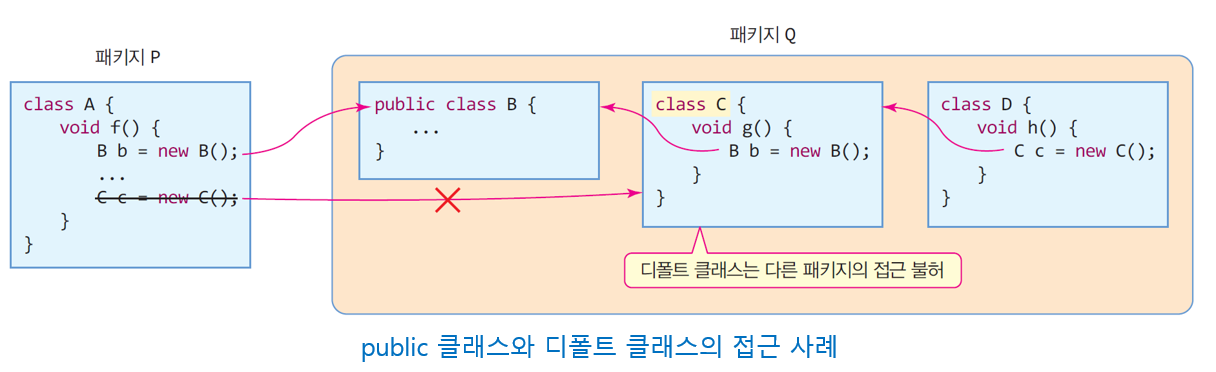 패키지 P
class A {
void f() {
B b = new B();
...
C c = new C();
}
}
패키지 Q
public class B {
...
}
class C {
void g() {
B b = new B();
}
}
class D {
void h() {
C c = new C();
}
}
디폴트 클래스는 다른 패키지의 접근 불허
public 클래스와 디폴트 클래스의 접근 사례